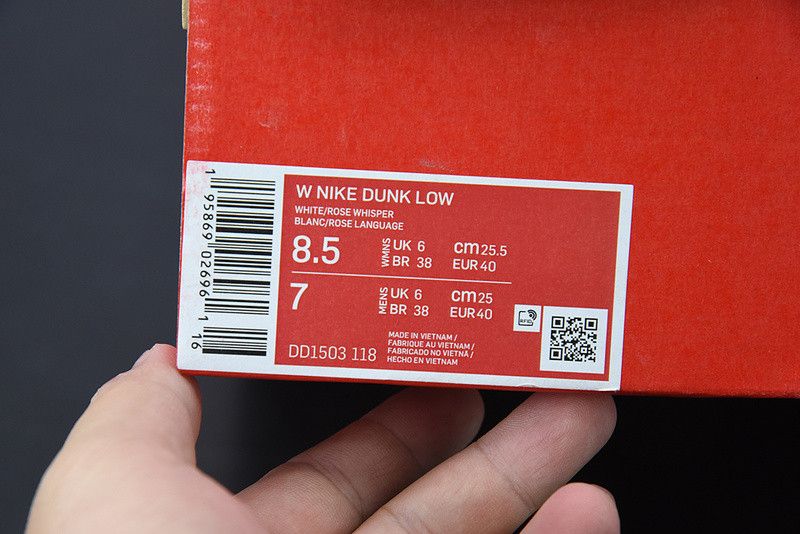 W NIKE DUNK LOW
WHITE/ROSE WHISPER
BLANC/ROSE LANGUAGE
8.5 WMNS UK 6 cm 25.5
BR 38 EUR 40
7 MENS UK 6 cm 25
BR 38 EUR 40
RFID
MADE IN VIETNAM /
FABRIQUE AU VIETNAM /
FABRICADO NO VIETNÃ /
HECHO EN VIETNAM
DD1503 118
1 95869 02696 1 16